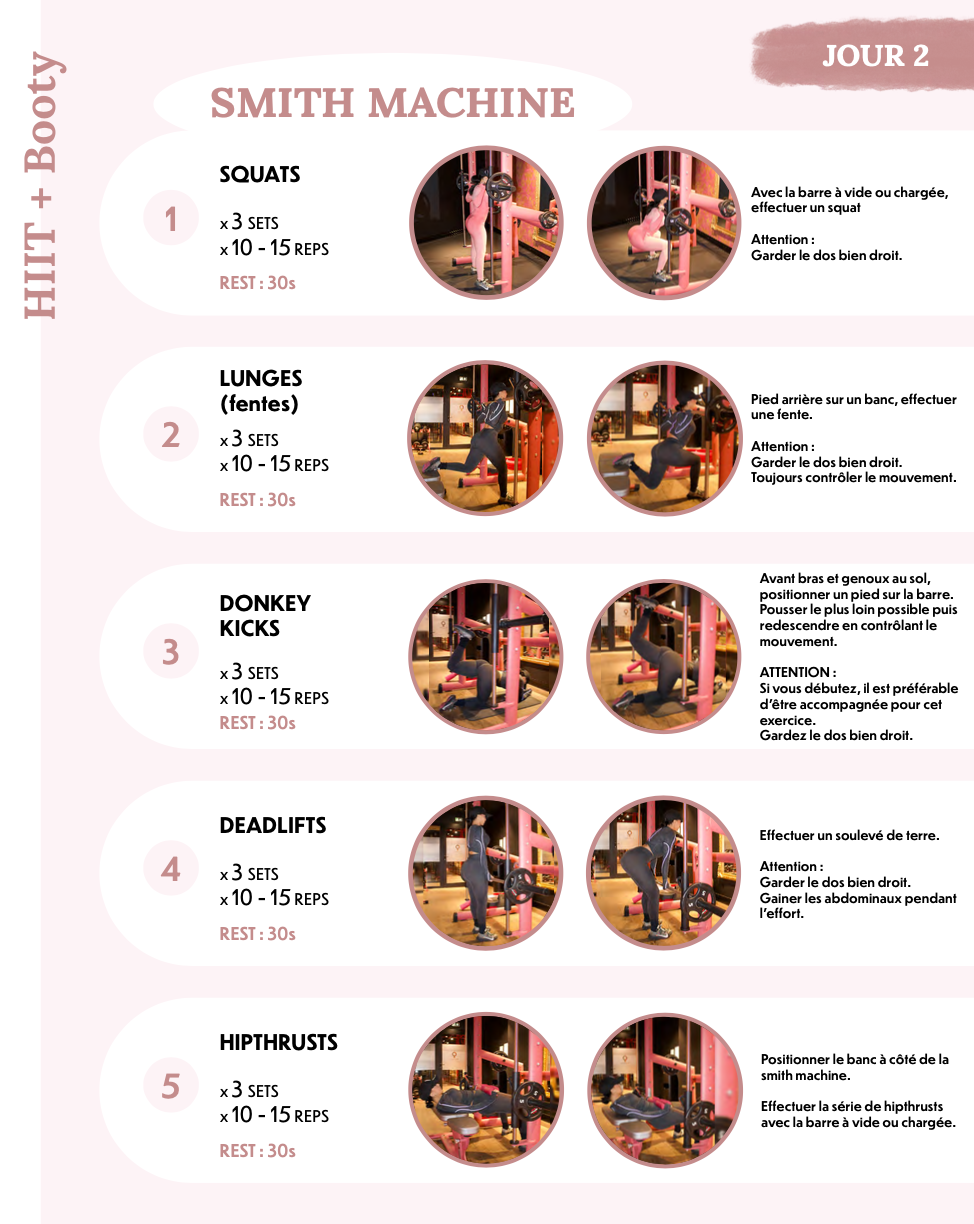 JOUR 2
HIIT + Booty
SMITH MACHINE
1
SQUATS
x 3 SETS
x 10 - 15 REPS
REST : 30s
Avec la barre à vide ou chargée,
effectuer un squat
Attention :
Garder le dos bien droit.
2
LUNGES
(fentes)
x 3 SETS
x 10 - 15 REPS
REST : 30s
Pied arrière sur un banc, effectuer
une fente.
Attention :
Garder le dos bien droit.
Toujours contrôler le mouvement.
3
DONKEY
KICKS
x 3 SETS
x 10 - 15 REPS
REST : 30s
Avant bras et genoux au sol,
positionner un pied sur la barre.
Pousser le plus loin possible puis
redescendre en contrôlant le
mouvement.
ATTENTION :
Si vous débutez, il est préférable
d'être accompagnée pour cet
exercice.
Gardez le dos bien droit.
4
DEADLIFTS
x 3 SETS
x 10 - 15 REPS
REST : 30s
Effectuer un soulevé de terre.
Attention :
Garder le dos bien droit.
Gainer les abdominaux pendant
l'effort.
5
HIPTHRUSTS
x 3 SETS
x 10 - 15 REPS
REST : 30s
Positionner le banc à côté de la
smith machine.
Effectuer la série de hipthrusts
avec la barre à vide ou chargée.